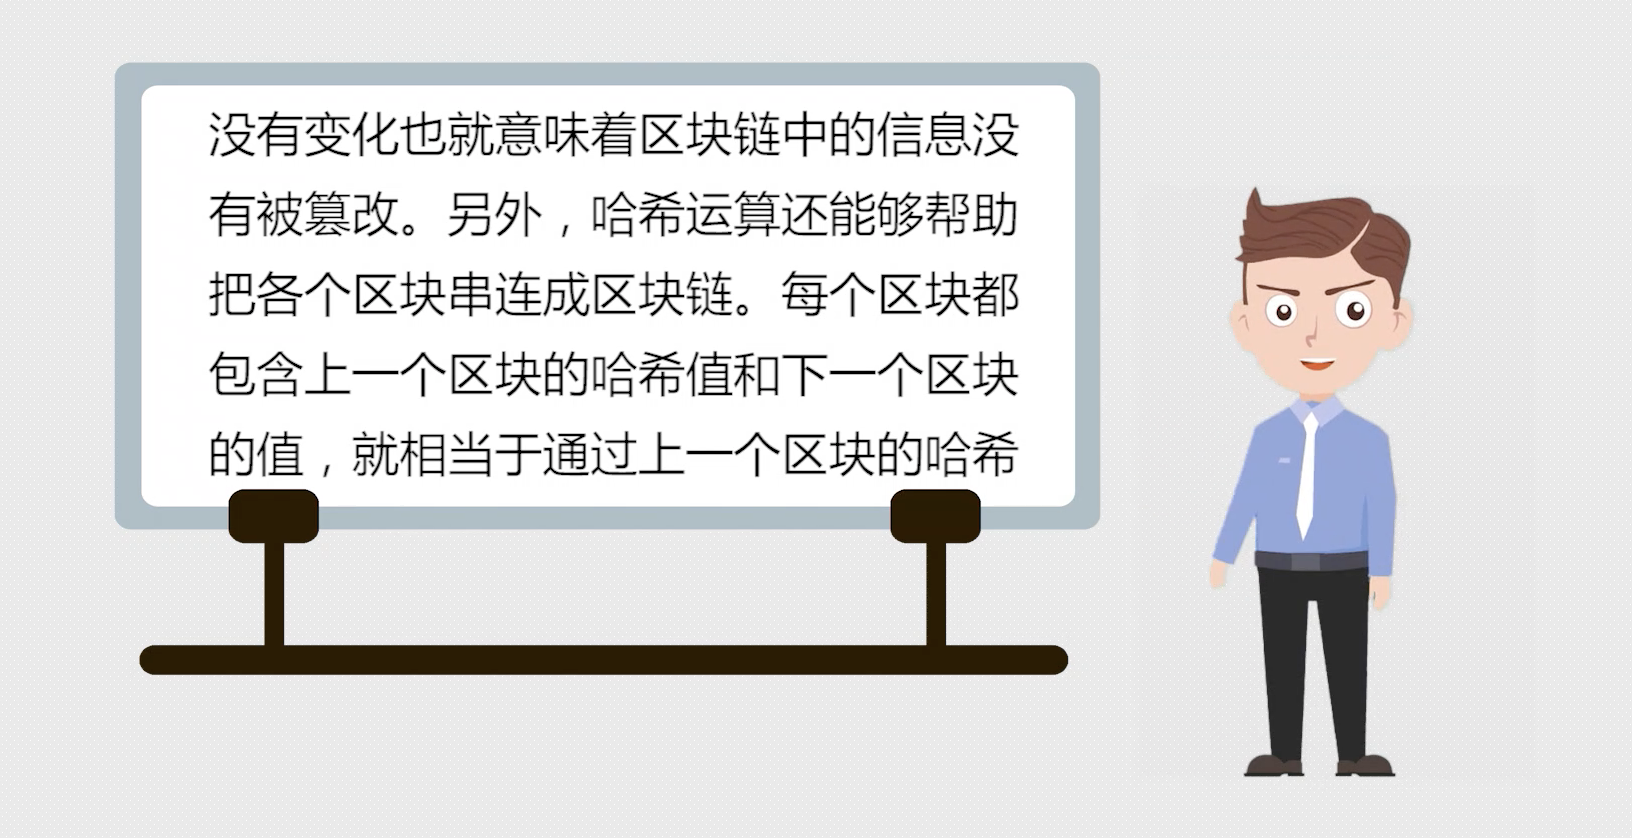 没有变化也就意味着区块链中的信息没
有被篡改。另外，哈希运算还能够帮助
把各个区块串连成区块链。每个区块都
包含上一个区块的哈希值和下一个区块
的值，就相当于通过上一个区块的哈希